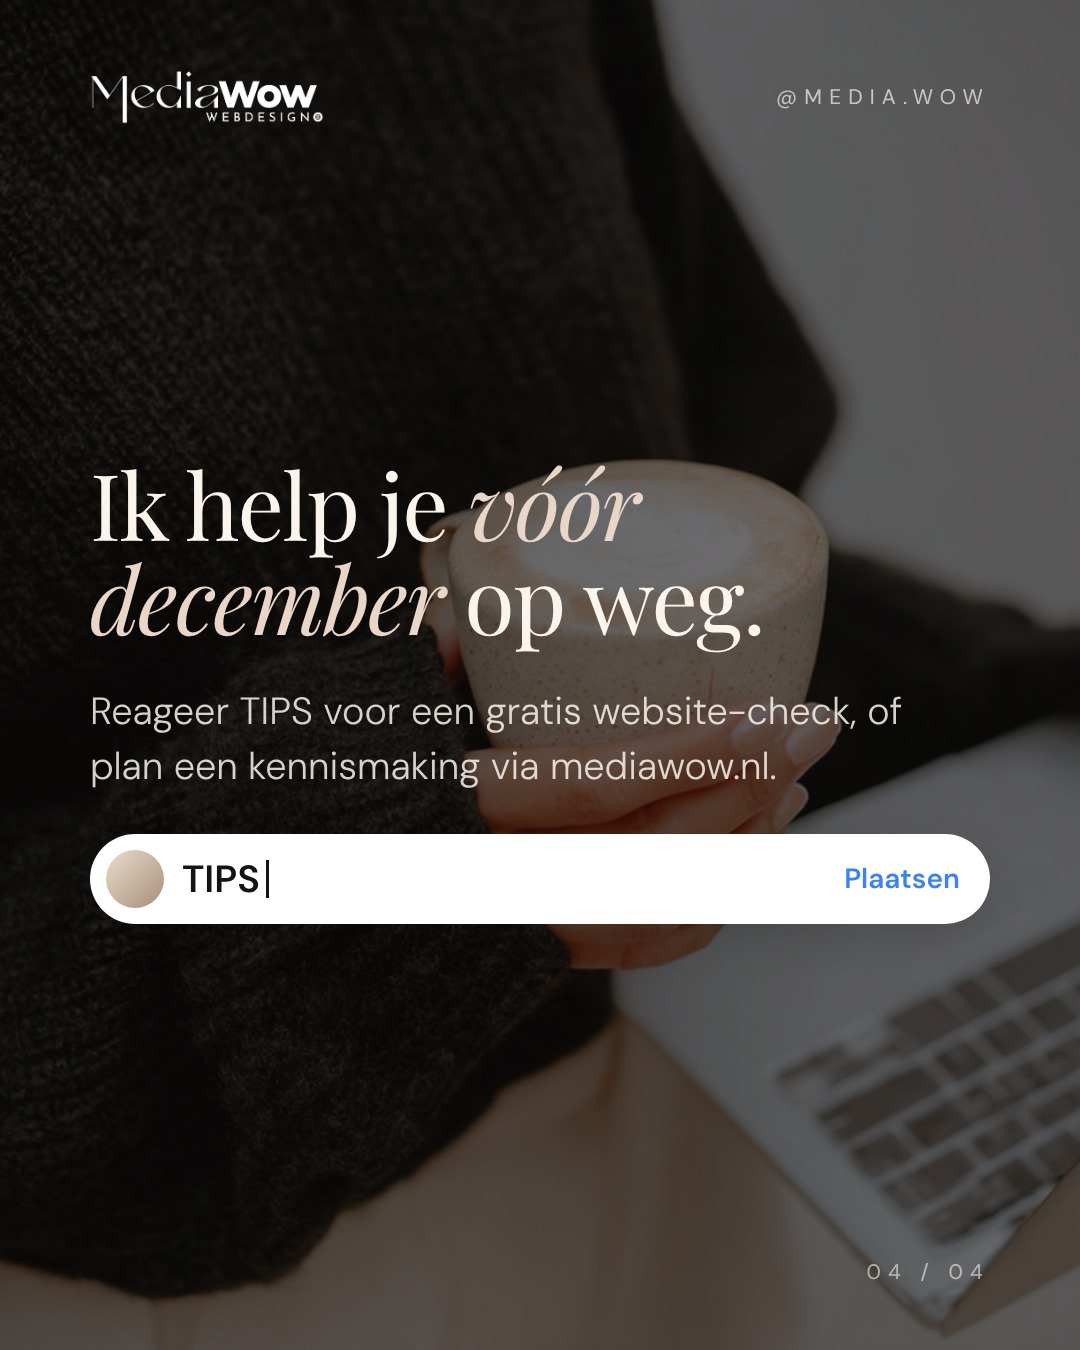 MediaWow
WEBDESIGN
@MEDIA.WOW
Ik help je vóór
december op weg.
Reageer TIPS voor een gratis website-check, of
plan een kennismaking via mediawow.nl.
TIPS
Plaatsen
04 / 04